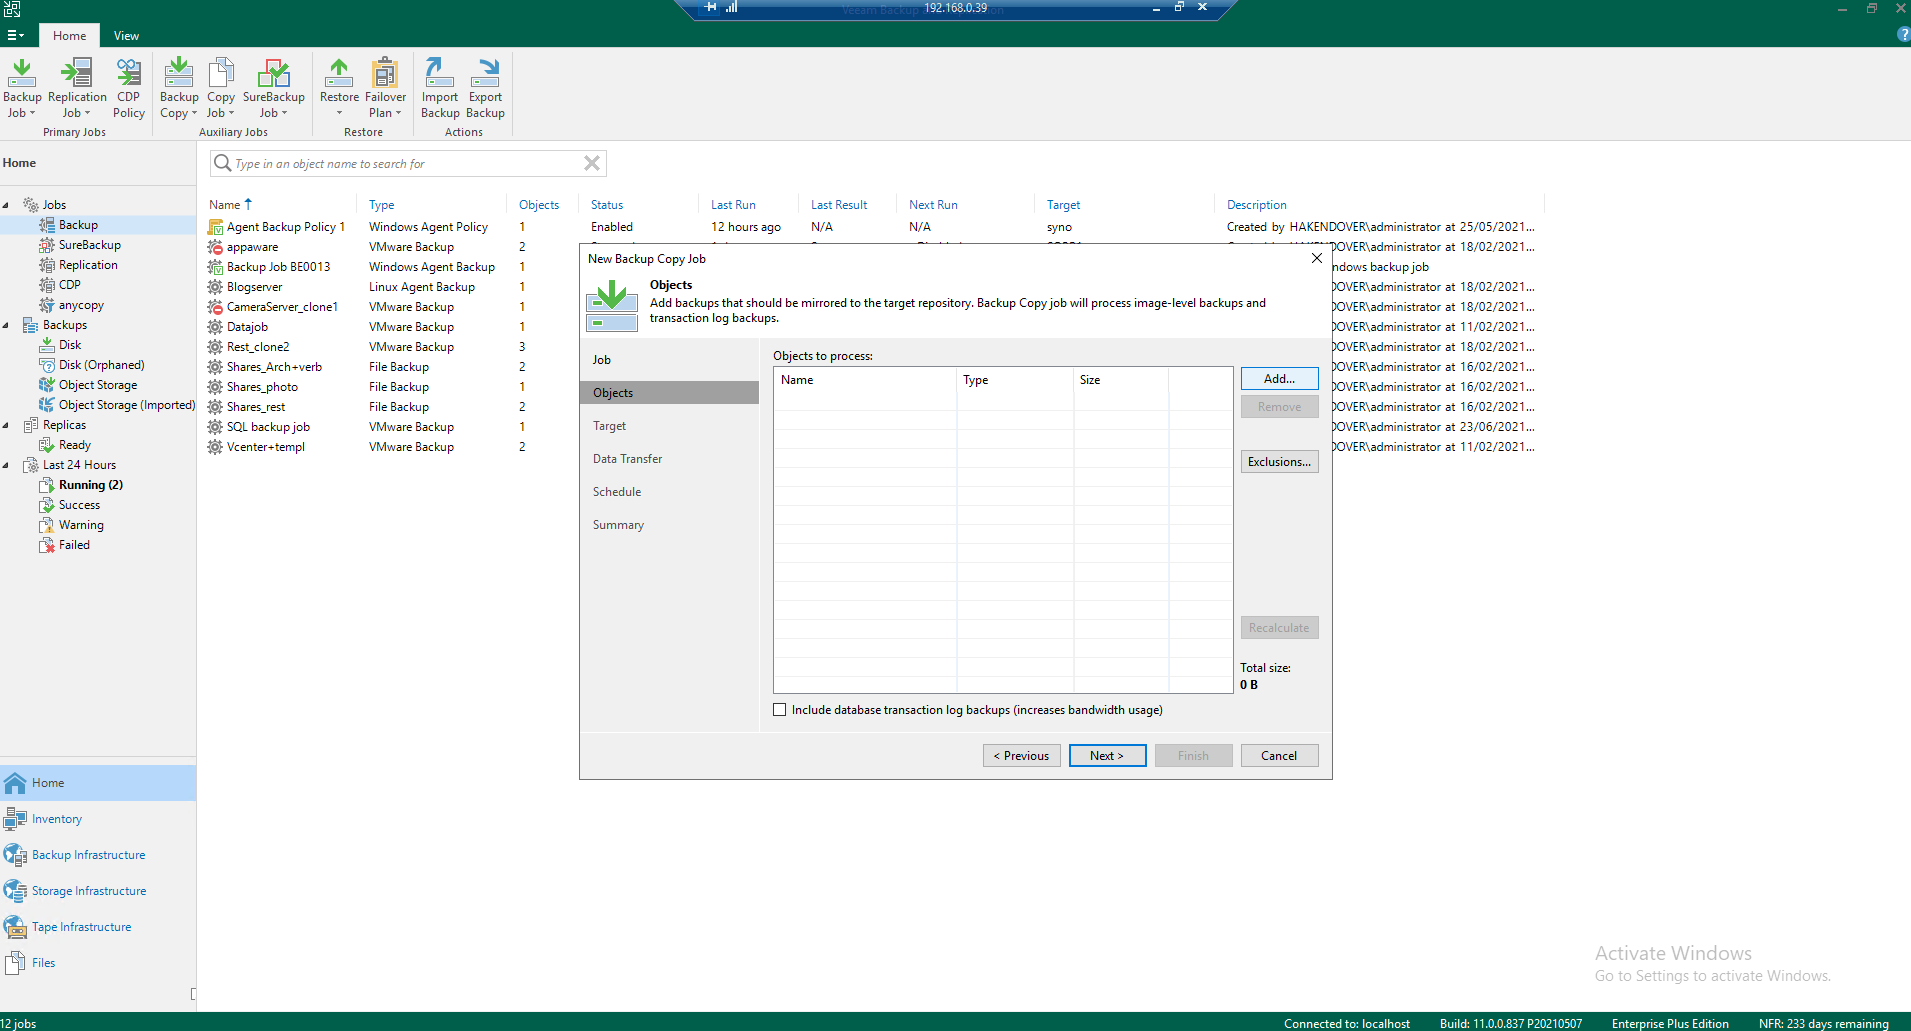 192.168.0.39
Home
View
Backup Job
Replication Job
CDP Policy
Primary Jobs
Backup Copy
Copy Job
SureBackup Job
Auxiliary Jobs
Restore
Failover Plan
Restore
Import Backup
Export Backup
Actions
Home
Type in an object name to search for
Jobs
Backup
SureBackup
Replication
CDP
anycopy
Backups
Disk
Disk (Orphaned)
Object Storage
Object Storage (Imported)
Replicas
Ready
Last 24 Hours
Running (2)
Success
Warning
Failed
Name Type Objects Status Last Run Last Result Next Run Target Description
Agent Backup Policy 1 Windows Agent Policy 1 Enabled 12 hours ago N/A N/A syno Created by HAKENDOVER\administrator at 25/05/2021...
appaware VMware Backup 2 HAKENDOVER\administrator at 18/02/2021...
Backup Job BE0013 Windows Agent Backup 1 ndows backup job
Blogserver Linux Agent Backup 1 DOVER\administrator at 18/02/2021...
CameraServer_clone1 VMware Backup 1 DOVER\administrator at 18/02/2021...
Datajob VMware Backup 1 DOVER\administrator at 11/02/2021...
Rest_clone2 VMware Backup 3 DOVER\administrator at 18/02/2021...
Shares_Arch+verb File Backup 2 DOVER\administrator at 16/02/2021...
Shares_photo File Backup 1 DOVER\administrator at 16/02/2021...
Shares_rest File Backup 2 DOVER\administrator at 16/02/2021...
SQL backup job VMware Backup 1 DOVER\administrator at 23/06/2021...
Vcenter+templ VMware Backup 2 DOVER\administrator at 11/02/2021...
New Backup Copy Job
Objects
Add backups that should be mirrored to the target repository. Backup Copy job will process image-level backups and
transaction log backups.
Job
Objects
Target
Data Transfer
Schedule
Summary
Objects to process:
Name Type Size
Add...
Remove
Exclusions...
Recalculate
Total size:
0 B
Include database transaction log backups (increases bandwidth usage)
< Previous
Next >
Finish
Cancel
Home
Inventory
Backup Infrastructure
Storage Infrastructure
Tape Infrastructure
Files
Activate Windows
Go to Settings to activate Windows.
12 jobs
Connected to: localhost
Build: 11.0.0.837 P20210507
Enterprise Plus Edition
NFR: 233 days remaining